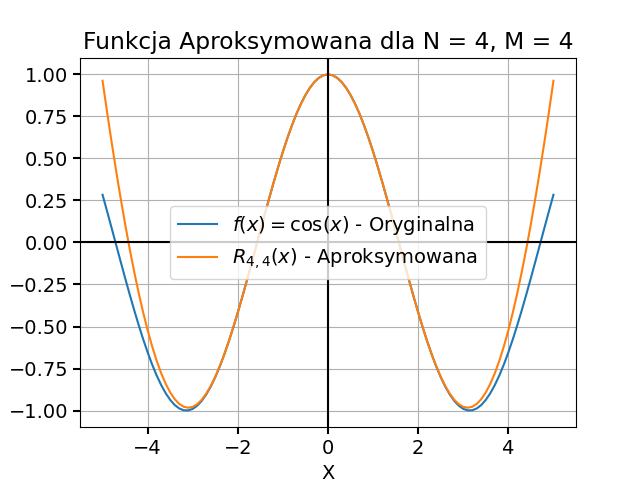 Funkcja Aproksymowana dla N = 4, M = 4
1.00
0.75
0.50
0.25
0.00
−0.25
−0.50
−0.75
−1.00
f(x) = cos(x) - Oryginalna
R₄,₄(x) - Aproksymowana
−4 −2 0 2 4
X